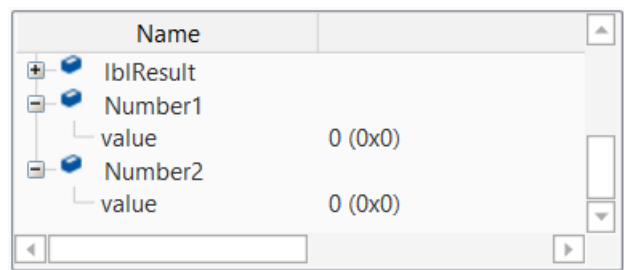 Name
lblResult
Number1
value 0 (0x0)
Number2
value 0 (0x0)